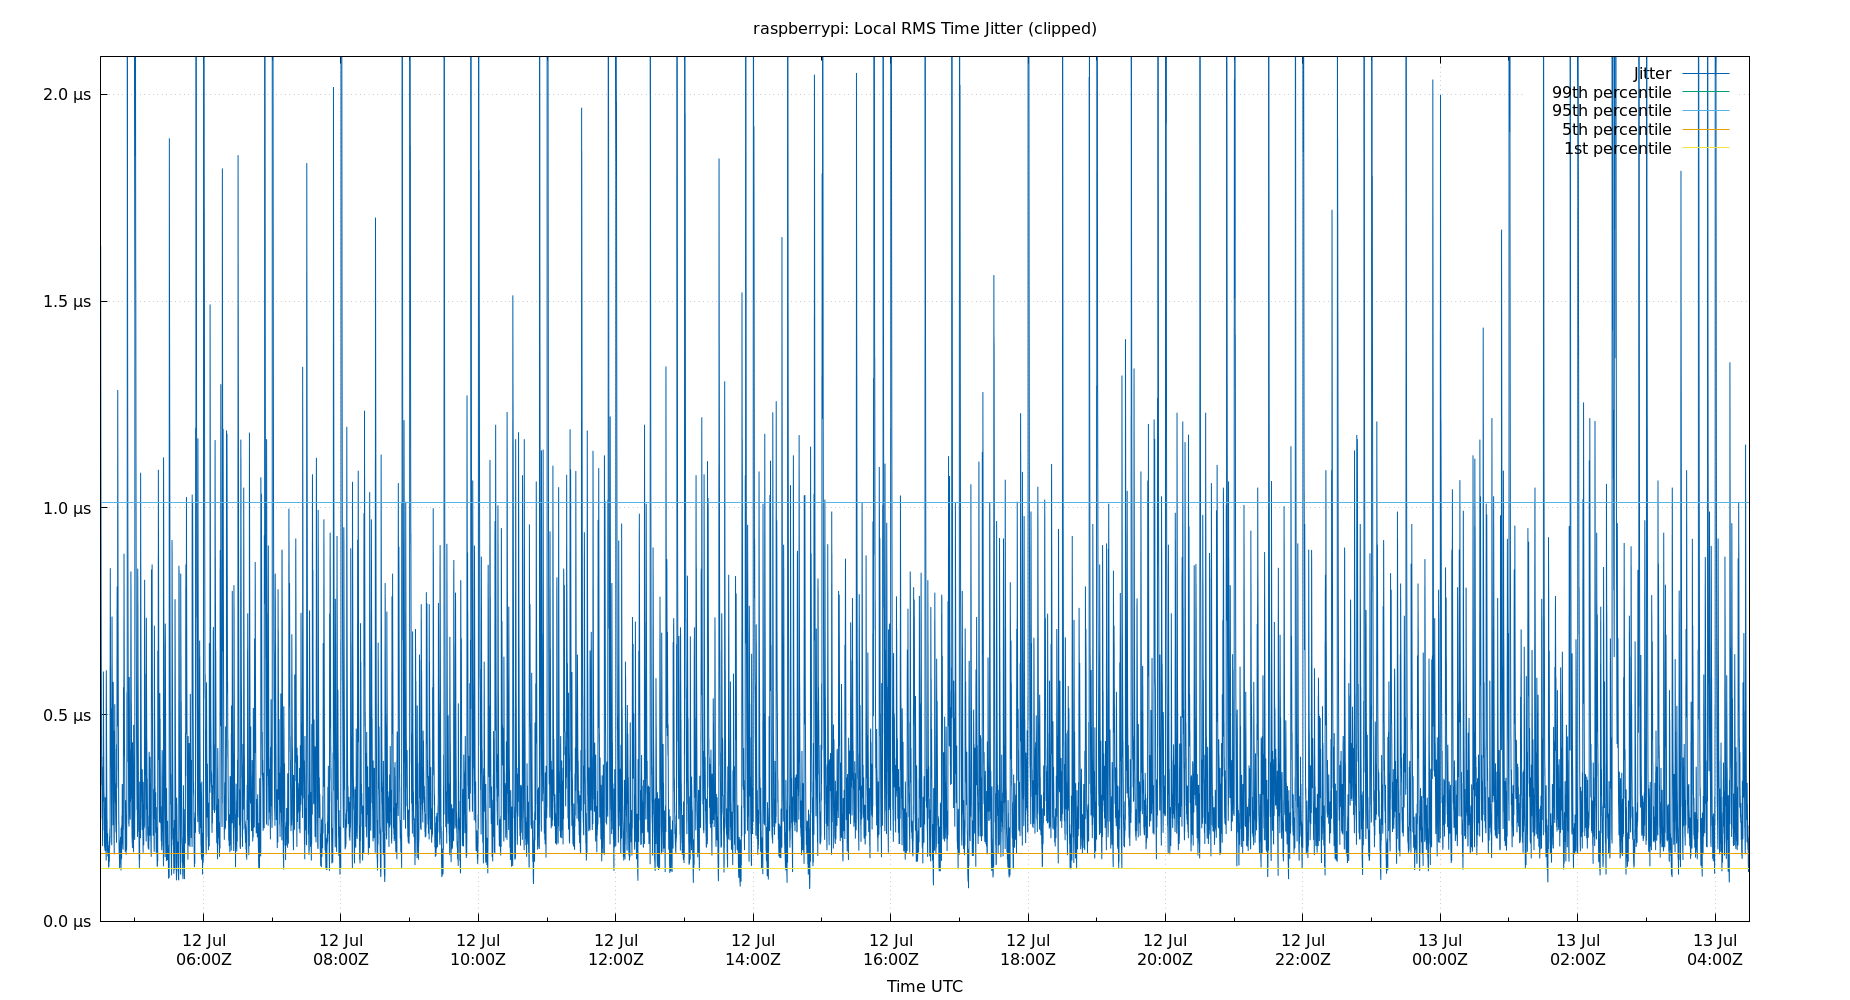 raspberrypi: Local RMS Time Jitter (clipped)
Jitter
99th percentile
95th percentile
5th percentile
1st percentile
2.0 µs
1.5 µs
1.0 µs
0.5 µs
0.0 µs
12 Jul 12 Jul 12 Jul 12 Jul 12 Jul 12 Jul 12 Jul 12 Jul 12 Jul 13 Jul 13 Jul 13 Jul
06:00Z 08:00Z 10:00Z 12:00Z 14:00Z 16:00Z 18:00Z 20:00Z 22:00Z 00:00Z 02:00Z 04:00Z
Time UTC